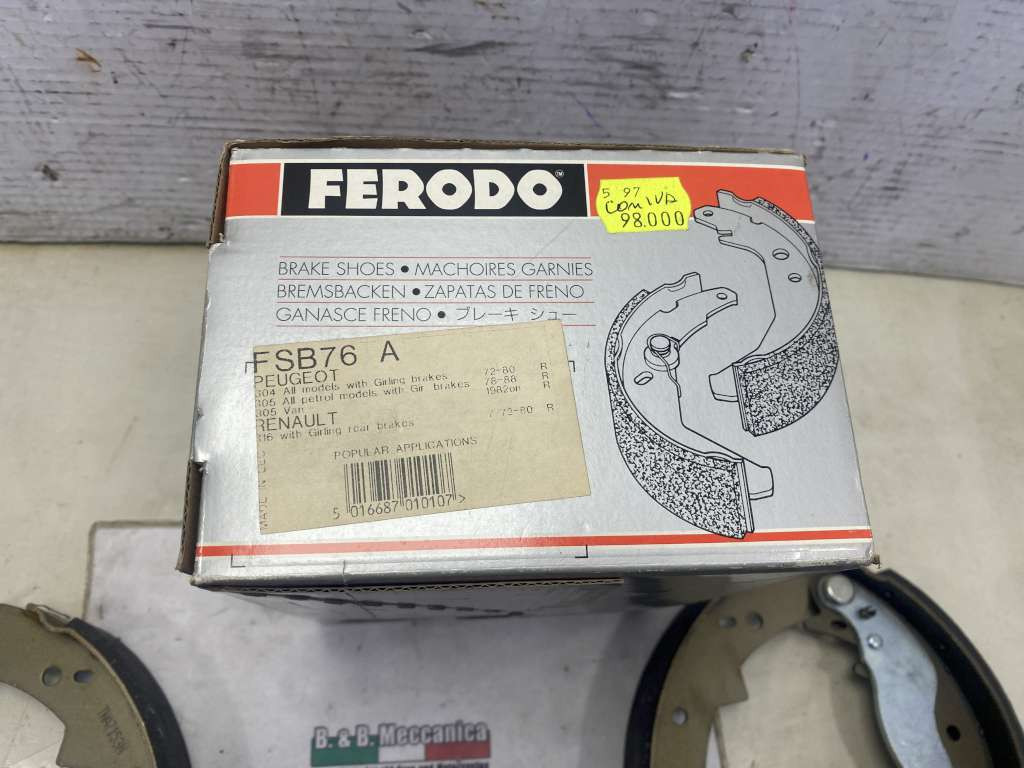 FERODO™
5 97
CON IVA
98.000
BRAKE SHOES • MACHOIRES GARNIES
BREMSBACKEN • ZAPATAS DE FRENO
GANASCE FRENO • ブレーキ シュー
FSB76 A
PEUGEOT
304 All models with Girling brakes 72-80 R
305 All petrol models with Gir. brakes 78-88 R
305 Van 1982on R
RENAULT
16 with Girling rear brakes 73-80 R
POPULAR APPLICATIONS
5 016687 010107 >
B. & B. Meccanica